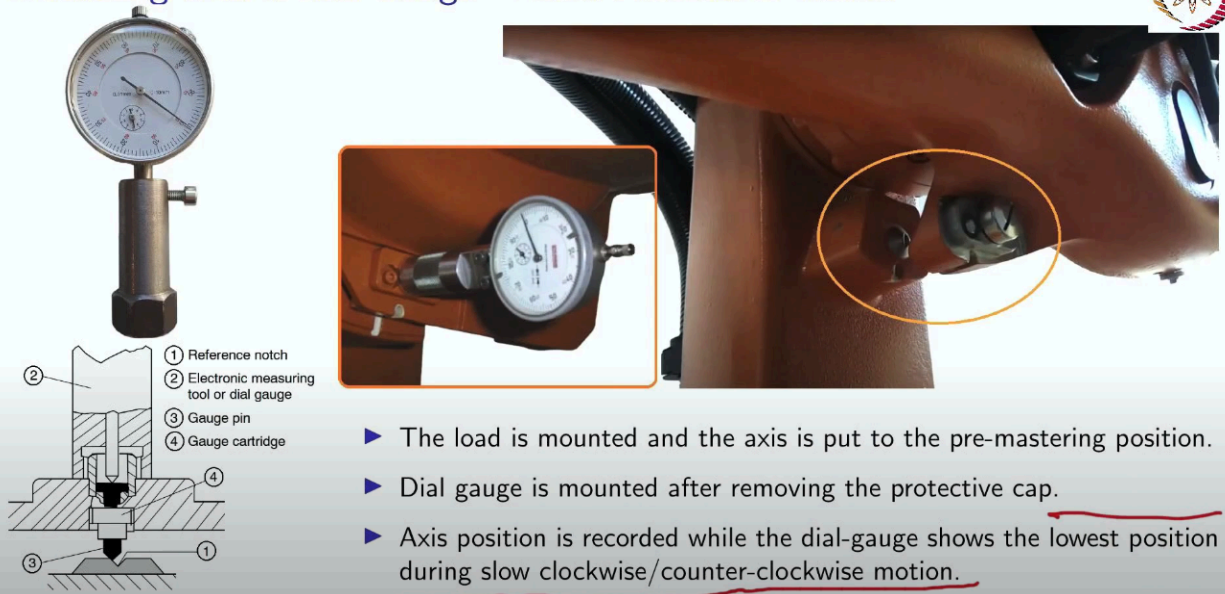 ① Reference notch
② Electronic measuring
tool or dial gauge
③ Gauge pin
④ Gauge cartridge
②
④
③
①
▶ The load is mounted and the axis is put to the pre-mastering position.
▶ Dial gauge is mounted after removing the protective cap.
▶ Axis position is recorded while the dial-gauge shows the lowest position
during slow clockwise/counter-clockwise motion.